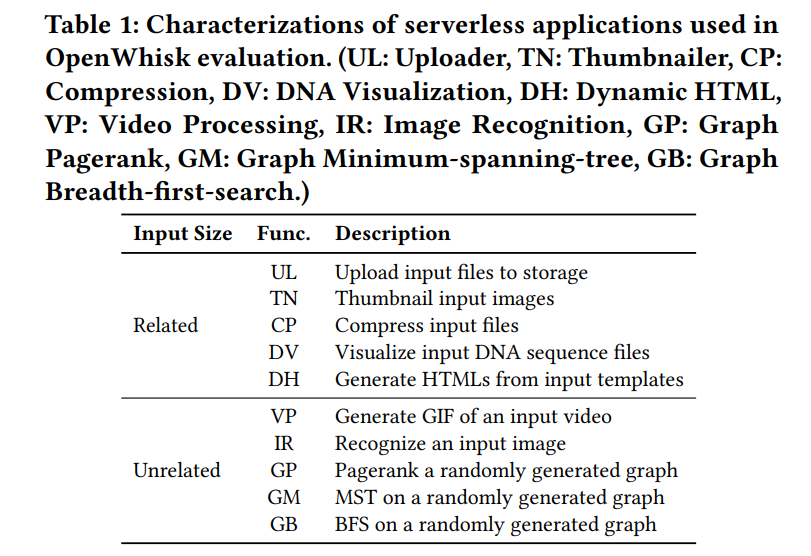 Table 1: Characterizations of serverless applications used in
OpenWhisk evaluation. (UL: Uploader, TN: Thumbnailer, CP:
Compression, DV: DNA Visualization, DH: Dynamic HTML,
VP: Video Processing, IR: Image Recognition, GP: Graph
Pagerank, GM: Graph Minimum-spanning-tree, GB: Graph
Breadth-first-search.)
Input Size Func. Description
UL Upload input files to storage
TN Thumbnail input images
Related CP Compress input files
DV Visualize input DNA sequence files
DH Generate HTMLs from input templates
VP Generate GIF of an input video
IR Recognize an input image
Unrelated GP Pagerank a randomly generated graph
GM MST on a randomly generated graph
GB BFS on a randomly generated graph